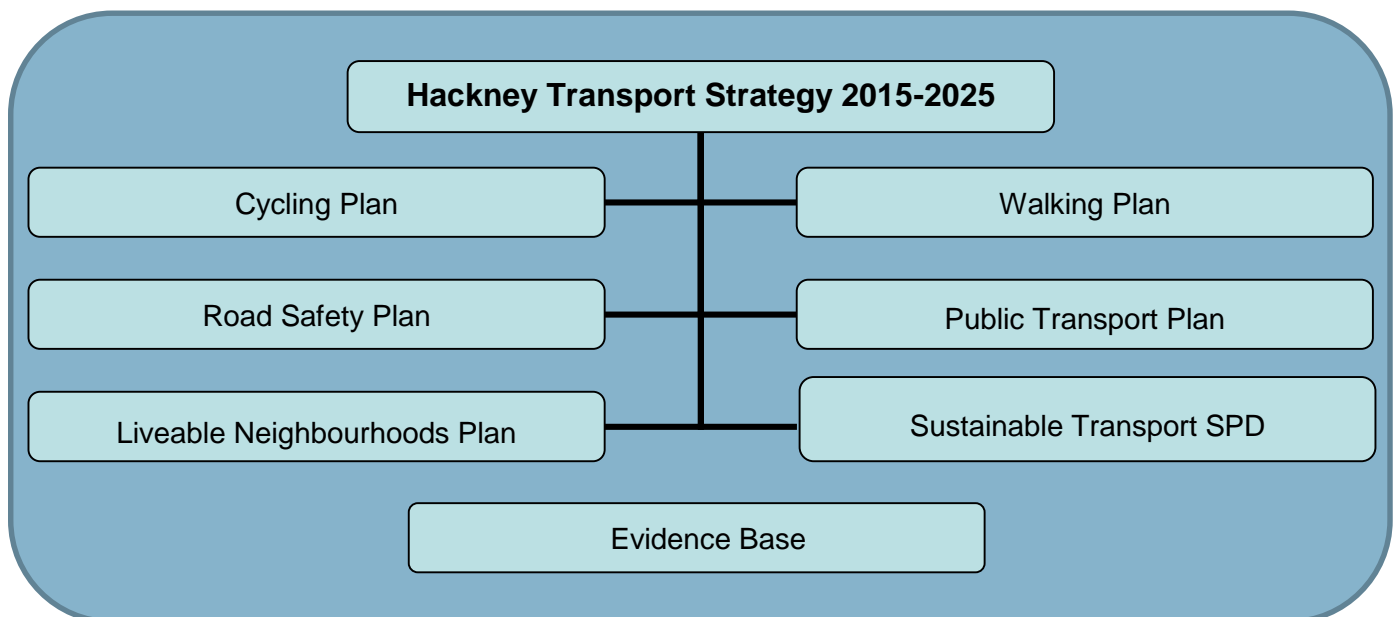 Hackney Transport Strategy 2015-2025
Cycling Plan
Walking Plan
Road Safety Plan
Public Transport Plan
Liveable Neighbourhoods Plan
Sustainable Transport SPD
Evidence Base